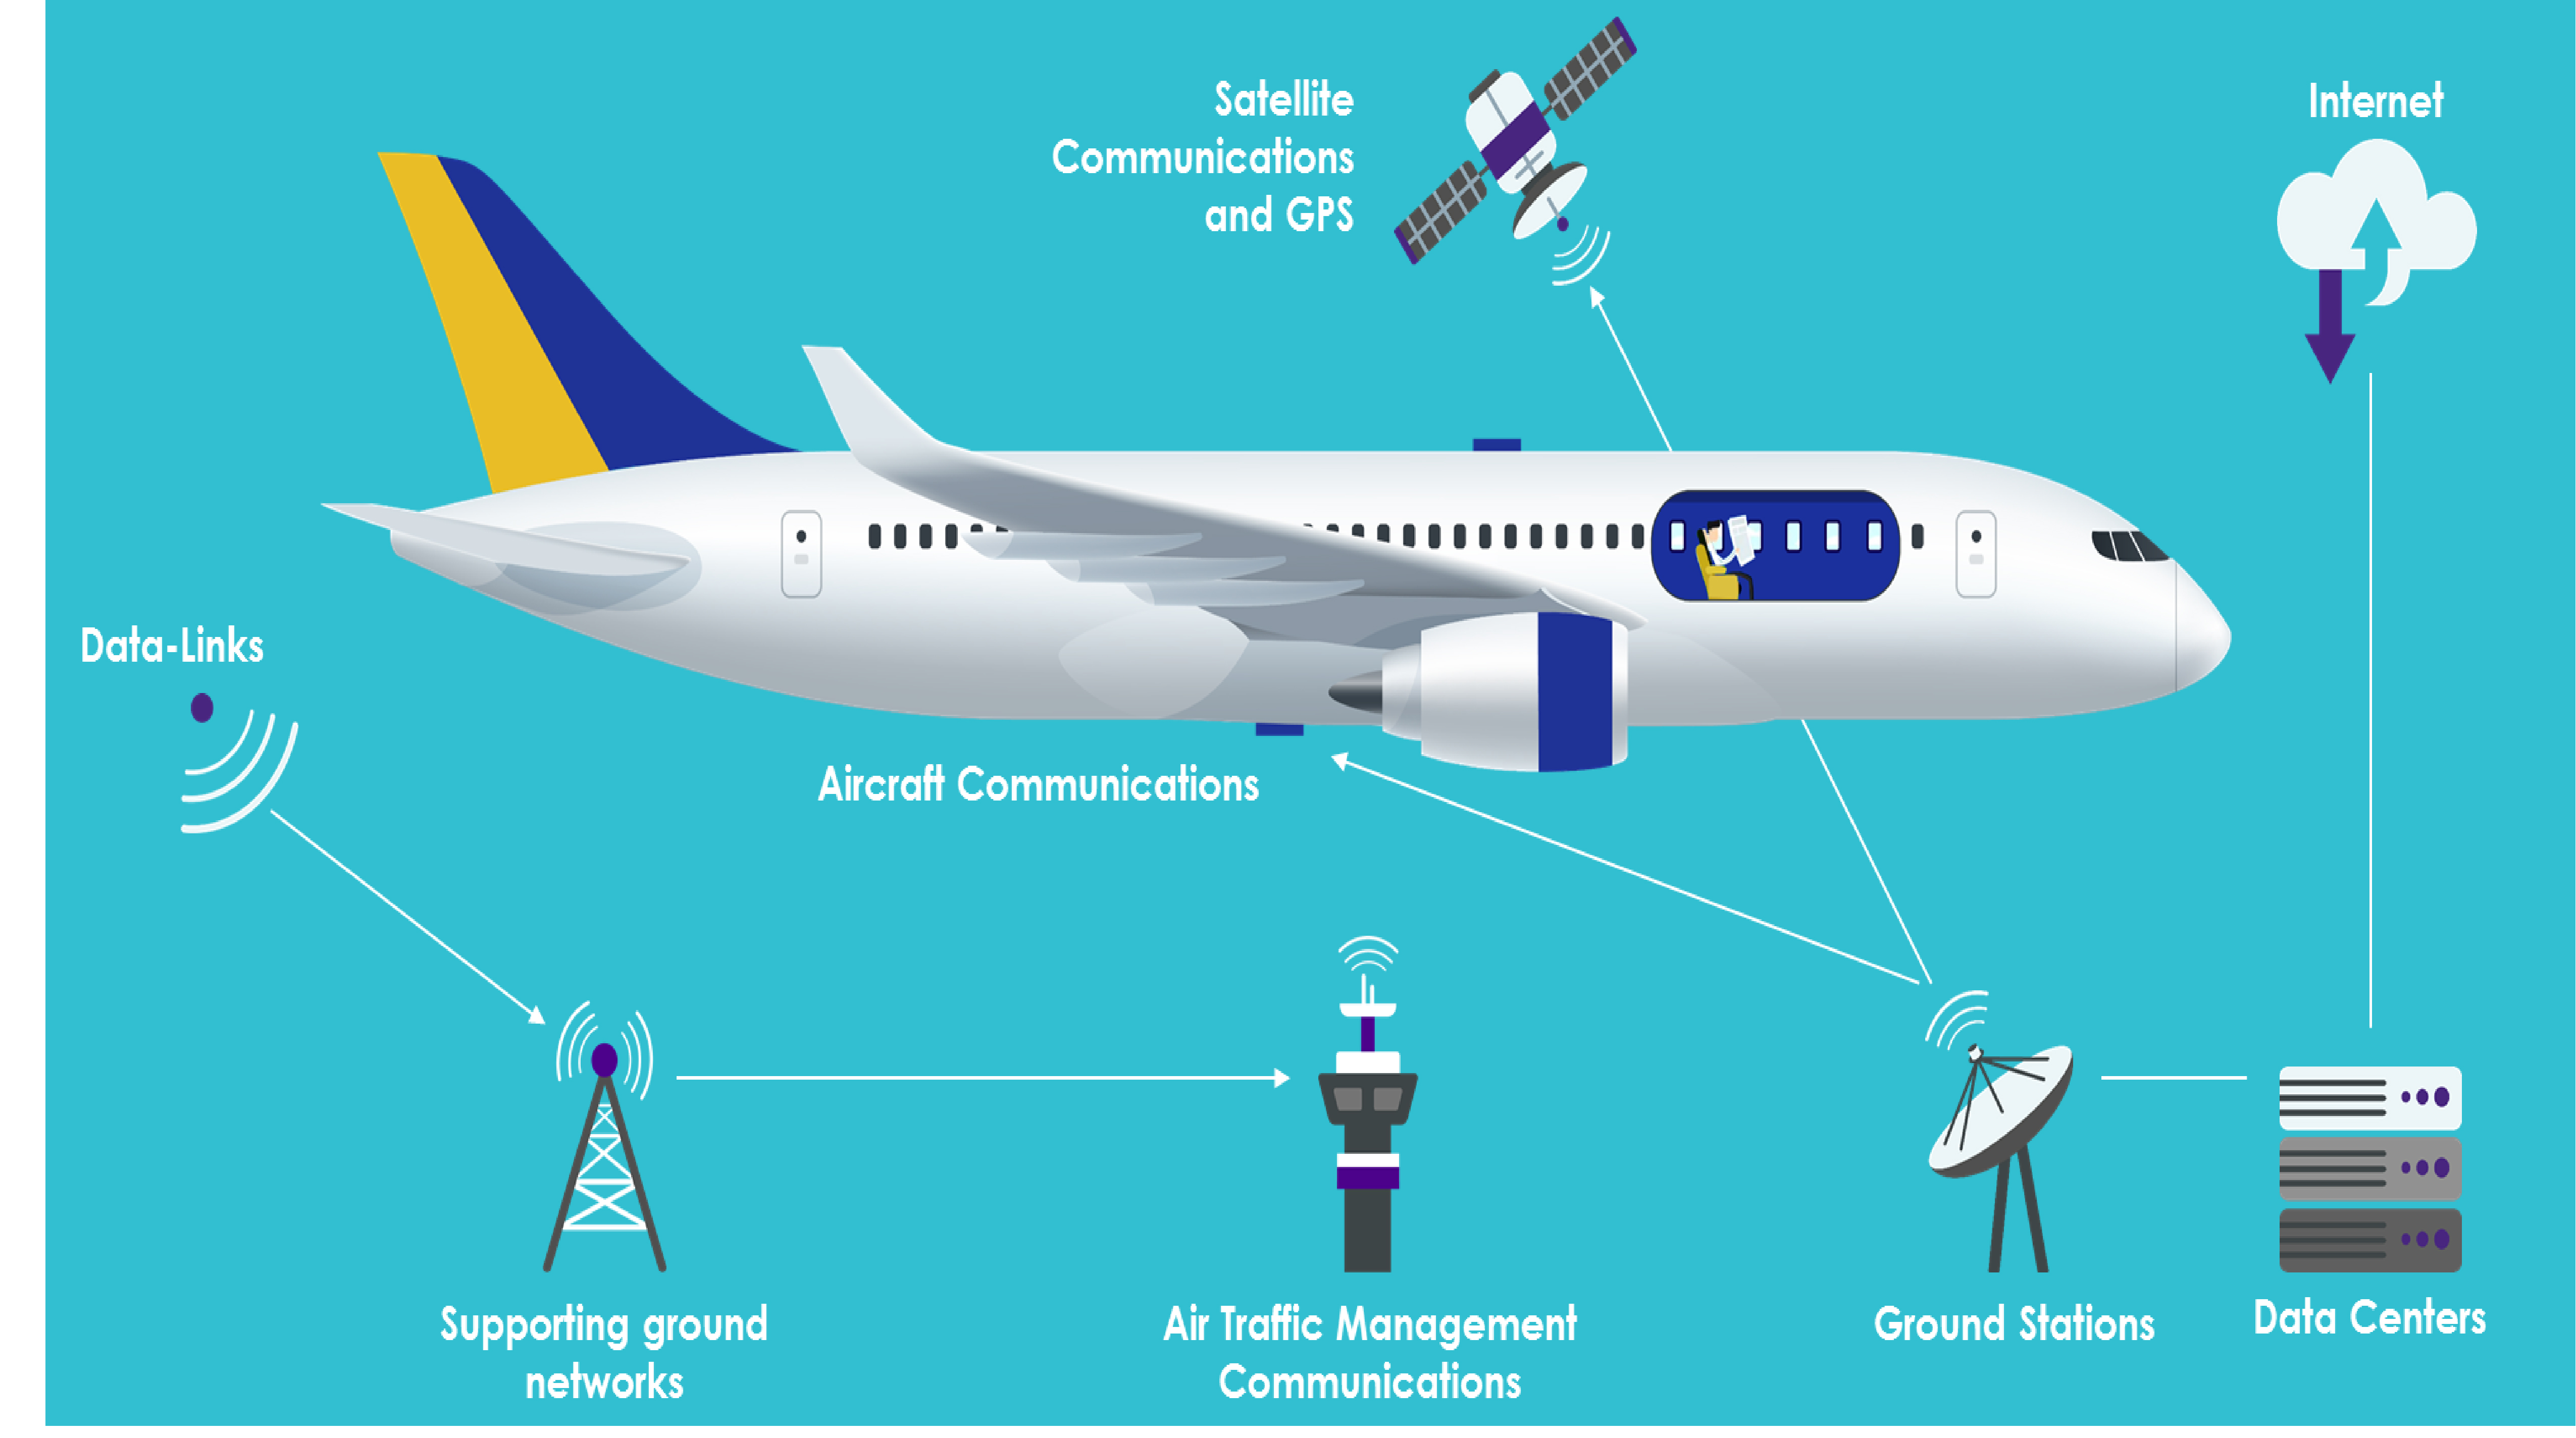 Satellite
Communications
and GPS
Internet
Data-Links
Aircraft Communications
Supporting ground
networks
Air Traffic Management
Communications
Ground Stations
Data Centers